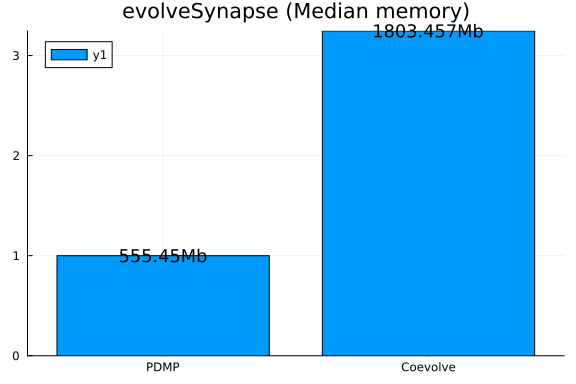 evolveSynapse (Median memory)
1803.457Mb
3
y1
2
555.45Mb
1
0
PDMP
Coevolve